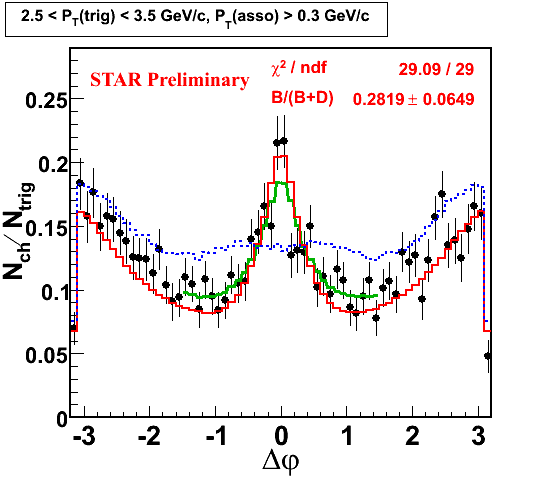 2.5 < P_T(trig) < 3.5 GeV/c, P_T(asso) > 0.3 GeV/c
STAR Preliminary
χ² / ndf 29.09 / 29
B/(B+D) 0.2819 ± 0.0649
N_ch/ N_trig
0.25
0.2
0.15
0.1
0.05
0
-3 -2 -1 0 1 2 3
Δφ